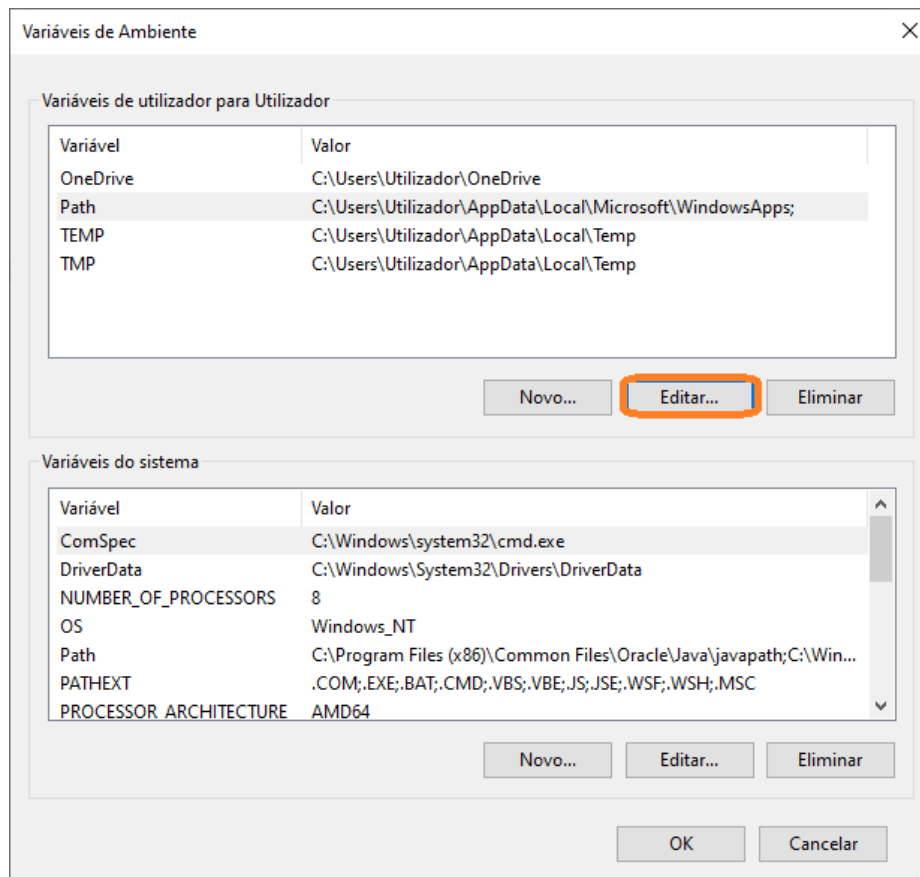 Variáveis de Ambiente
Variáveis de utilizador para Utilizador
Variável Valor
OneDrive C:\Users\Utilizador\OneDrive
Path C:\Users\Utilizador\AppData\Local\Microsoft\WindowsApps;
TEMP C:\Users\Utilizador\AppData\Local\Temp
TMP C:\Users\Utilizador\AppData\Local\Temp
Novo... Editar... Eliminar
Variáveis do sistema
Variável Valor
ComSpec C:\Windows\system32\cmd.exe
DriverData C:\Windows\System32\Drivers\DriverData
NUMBER_OF_PROCESSORS 8
OS Windows_NT
Path C:\Program Files (x86)\Common Files\Oracle\Java\javapath;C:\Win...
PATHEXT .COM;.EXE;.BAT;.CMD;.VBS;.VBE;.JS;.JSE;.WSF;.WSH;.MSC
PROCESSOR_ARCHITECTURE AMD64
Novo... Editar... Eliminar
OK Cancelar